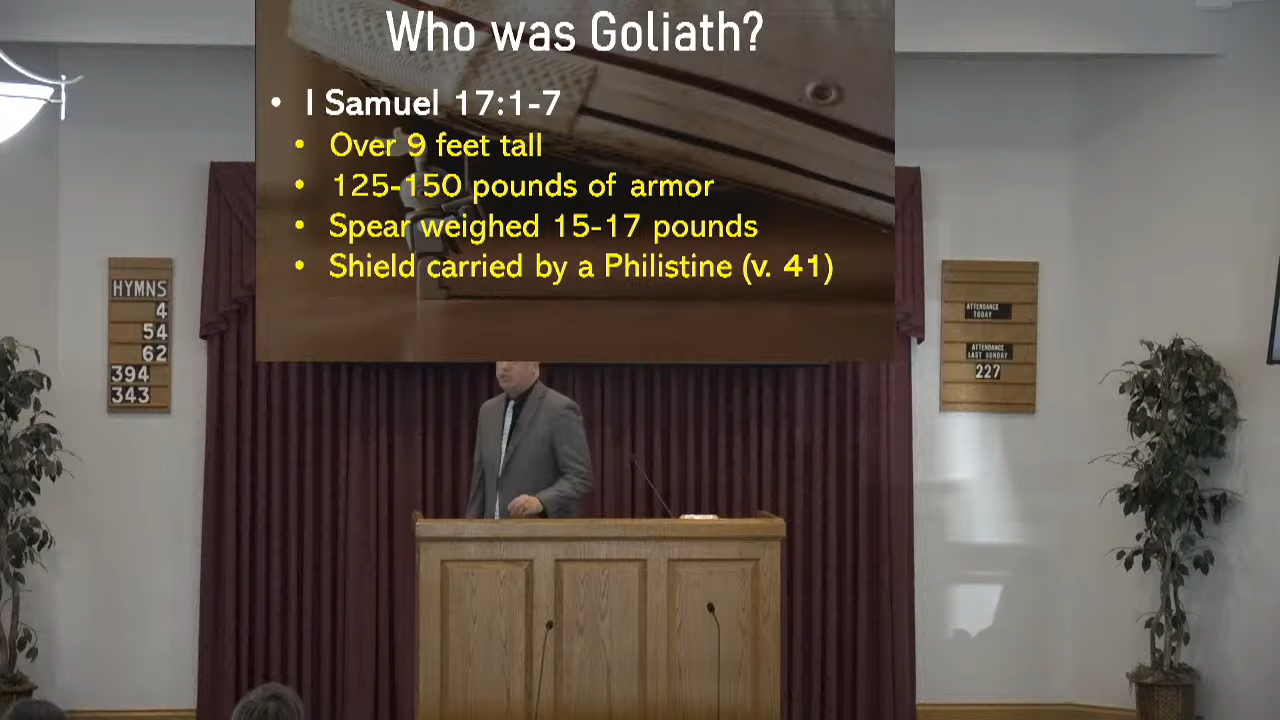 Who was Goliath?
• I Samuel 17:1-7
• Over 9 feet tall
• 125-150 pounds of armor
• Spear weighed 15-17 pounds
• Shield carried by a Philistine (v. 41)
HYMNS
4
54
62
394
343
ATTENDANCE
TODAY
ATTENDANCE
LAST SUNDAY
227